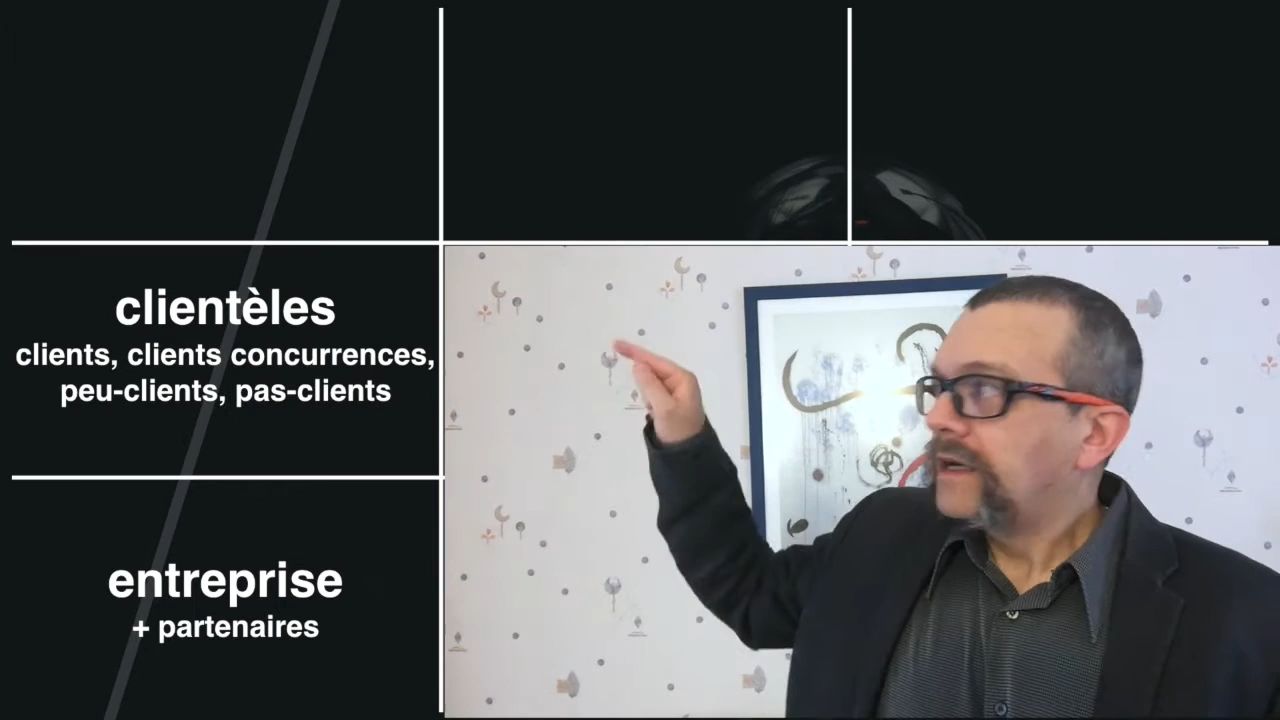 clientèles
clients, clients concurrences,
peu-clients, pas-clients
entreprise
+ partenaires